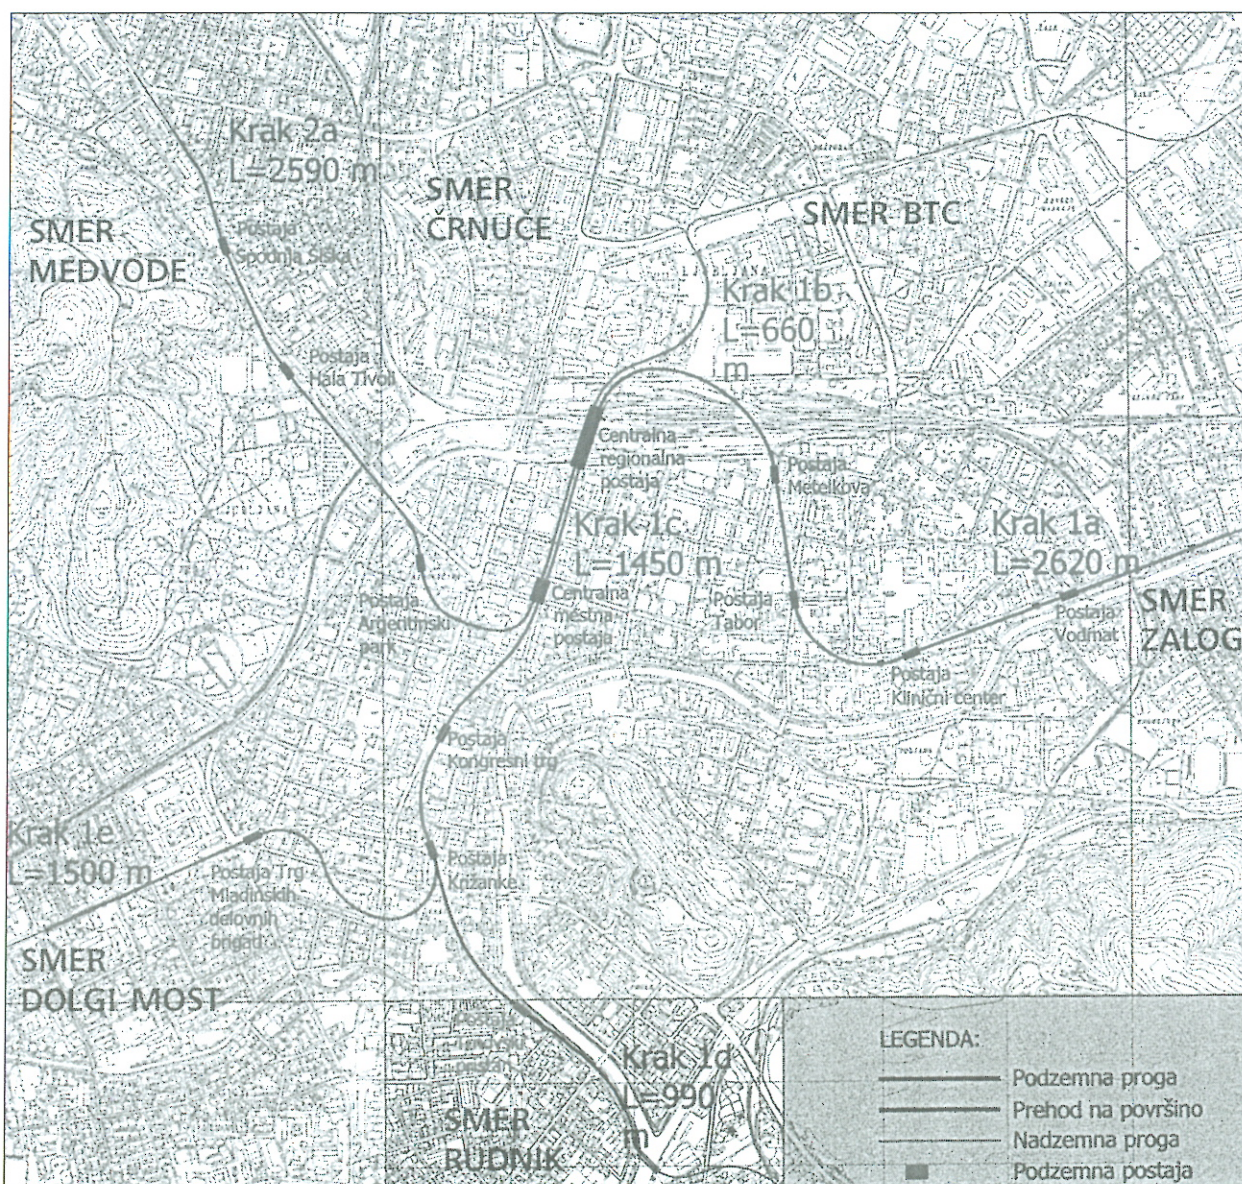 Krak 2a
L=2590 m
SMER
ČRNUČE
SMER BTC
SMER
MEDVODE
Postaja
Spodnja Šiška
LJUBLJANA
Krak 1b
L=660
m
Postaja
Hala Tivoli
Centralna
regionalna
postaja
Postaja
Metelkova
Krak 1c
L=1450 m
Krak 1a
L=2620 m
Postaja
Argentinski
park
Centralna
mestna
postaja
Postaja
Tabor
Postaja
Vodmat
SMER
ZALOG
Postaja
Klinični center
Postaja
Kongresni trg
Krak 1e
L=1500 m
Postaja
Križanke
Postaja Trg
Mladinskih
delovnih
brigad
SMER
DOLGI MOST
Krak 1d
L=990
m
SMER
RUDNIK
LEGENDA:
Podzemna proga
Prehod na površino
Nadzemna proga
Podzemna postaja